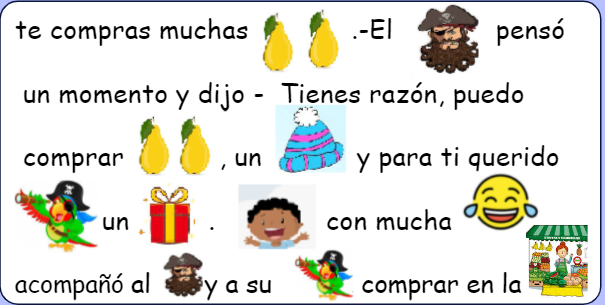 te compras muchas .-El pensó
un momento y dijo - Tienes razón, puedo
comprar , un y para ti querido
un . con mucha
acompañó al y a su comprar en la